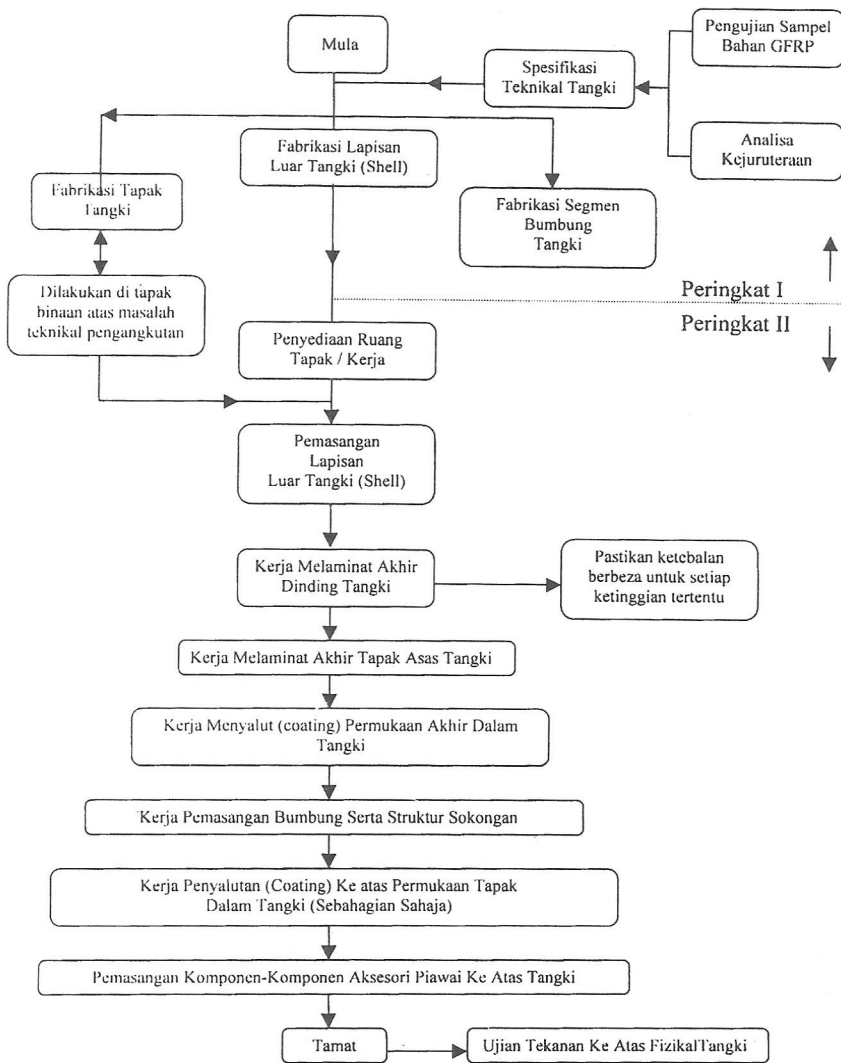 Mula
Pengujian Sampel
Bahan GFRP
Spesifikasi
Teknikal Tangki
Analisa
Kejuruteraan
Fabrikasi Lapisan
Luar Tangki (Shell)
Fabrikasi Tapak
Tangki
Fabrikasi Segmen
Bumbung
Tangki
Dilakukan di tapak
binaan atas masalah
teknikal pengangkutan
Peringkat I
Peringkat II
Penyediaan Ruang
Tapak / Kerja
Pemasangan
Lapisan
Luar Tangki (Shell)
Kerja Melaminat Akhir
Dinding Tangki
Pastikan ketebalan
berbeza untuk setiap
ketinggian tertentu
Kerja Melaminat Akhir Tapak Asas Tangki
Kerja Menyalut (coating) Permukaan Akhir Dalam
Tangki
Kerja Pemasangan Bumbung Serta Struktur Sokongan
Kerja Penyalutan (Coating) Ke atas Permukaan Tapak
Dalam Tangki (Sebahagian Sahaja)
Pemasangan Komponen-Komponen Aksesori Piawai Ke Atas Tangki
Tamat
Ujian Tekanan Ke Atas FizikalTangki